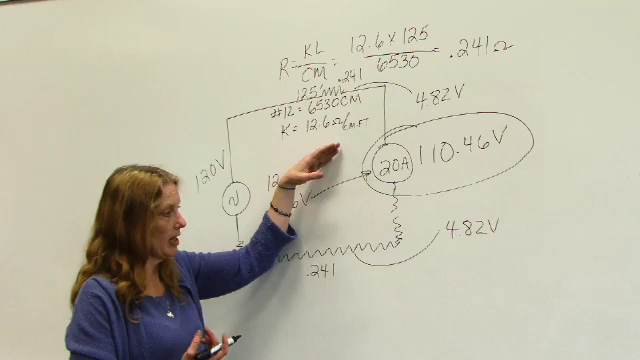 R = KL/CM = 12.6 x 125/6530 = .241Ω
.241
125'
#12 = 6530CM
K = 12.6 Ω/CM·FT
4.82V
120V
20A
110.46V
4.82V
.241